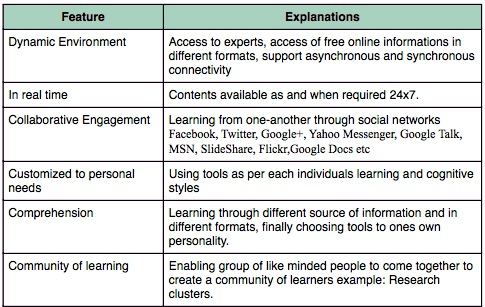 Feature Explanations
Dynamic Environment Access to experts, access of free online informations in
different formats, support asynchronous and synchronous
connectivity
In real time Contents available as and when required 24x7.
Collaborative Engagement Learning from one-another through social networks
Facebook, Twitter, Google+, Yahoo Messenger, Google Talk,
MSN, SlideShare, Flickr,Google Docs etc
Customized to personal Using tools as per each individuals learning and cognitive
needs styles
Comprehension Learning through different source of information and in
different formats, finally choosing tools to ones own
personality.
Community of learning Enabling group of like minded people to come together to
create a community of learners example: Research
clusters.